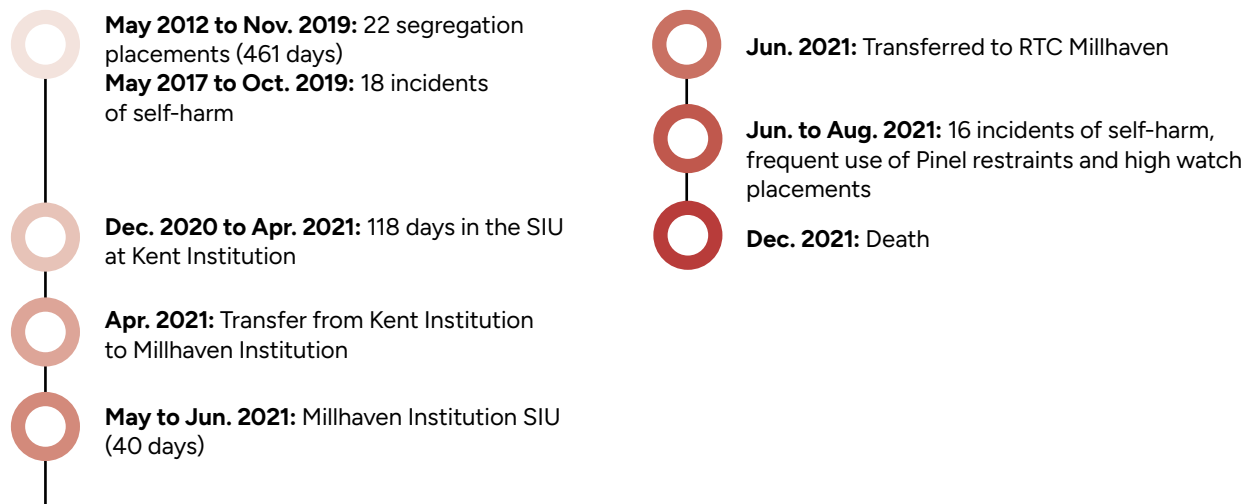 May 2012 to Nov. 2019: 22 segregation
placements (461 days)
May 2017 to Oct. 2019: 18 incidents
of self-harm
Dec. 2020 to Apr. 2021: 118 days in the SIU
at Kent Institution
Apr. 2021: Transfer from Kent Institution
to Millhaven Institution
May to Jun. 2021: Millhaven Institution SIU
(40 days)
Jun. 2021: Transferred to RTC Millhaven
Jun. to Aug. 2021: 16 incidents of self-harm,
frequent use of Pinel restraints and high watch
placements
Dec. 2021: Death